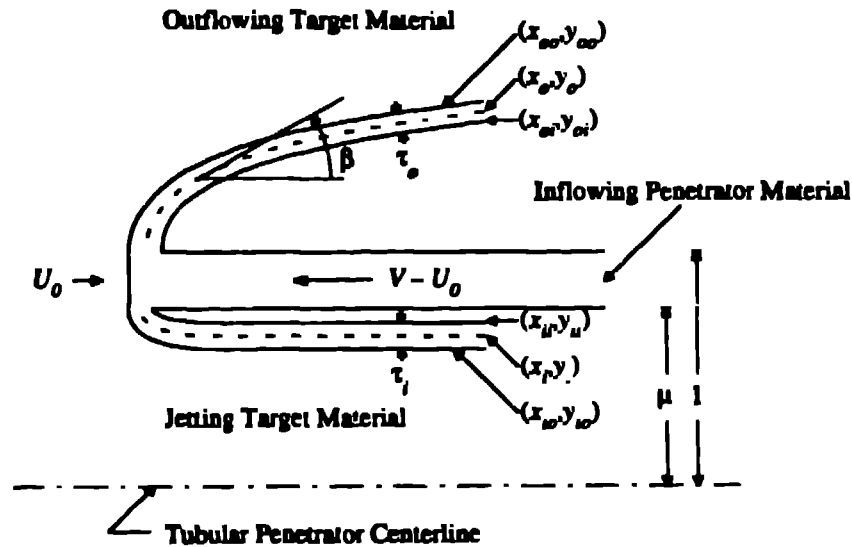 Outflowing Target Material
(x_oo, y_oo)
(x_o, y_o)
(x_oi, y_oi)
β
τ_o
Inflowing Penetrator Material
U_0
V - U_0
(x_ii, y_ii)
(x_i, y_.)
(x_io, y_io)
τ_i
μ
1
Jetting Target Material
Tubular Penetrator Centerline